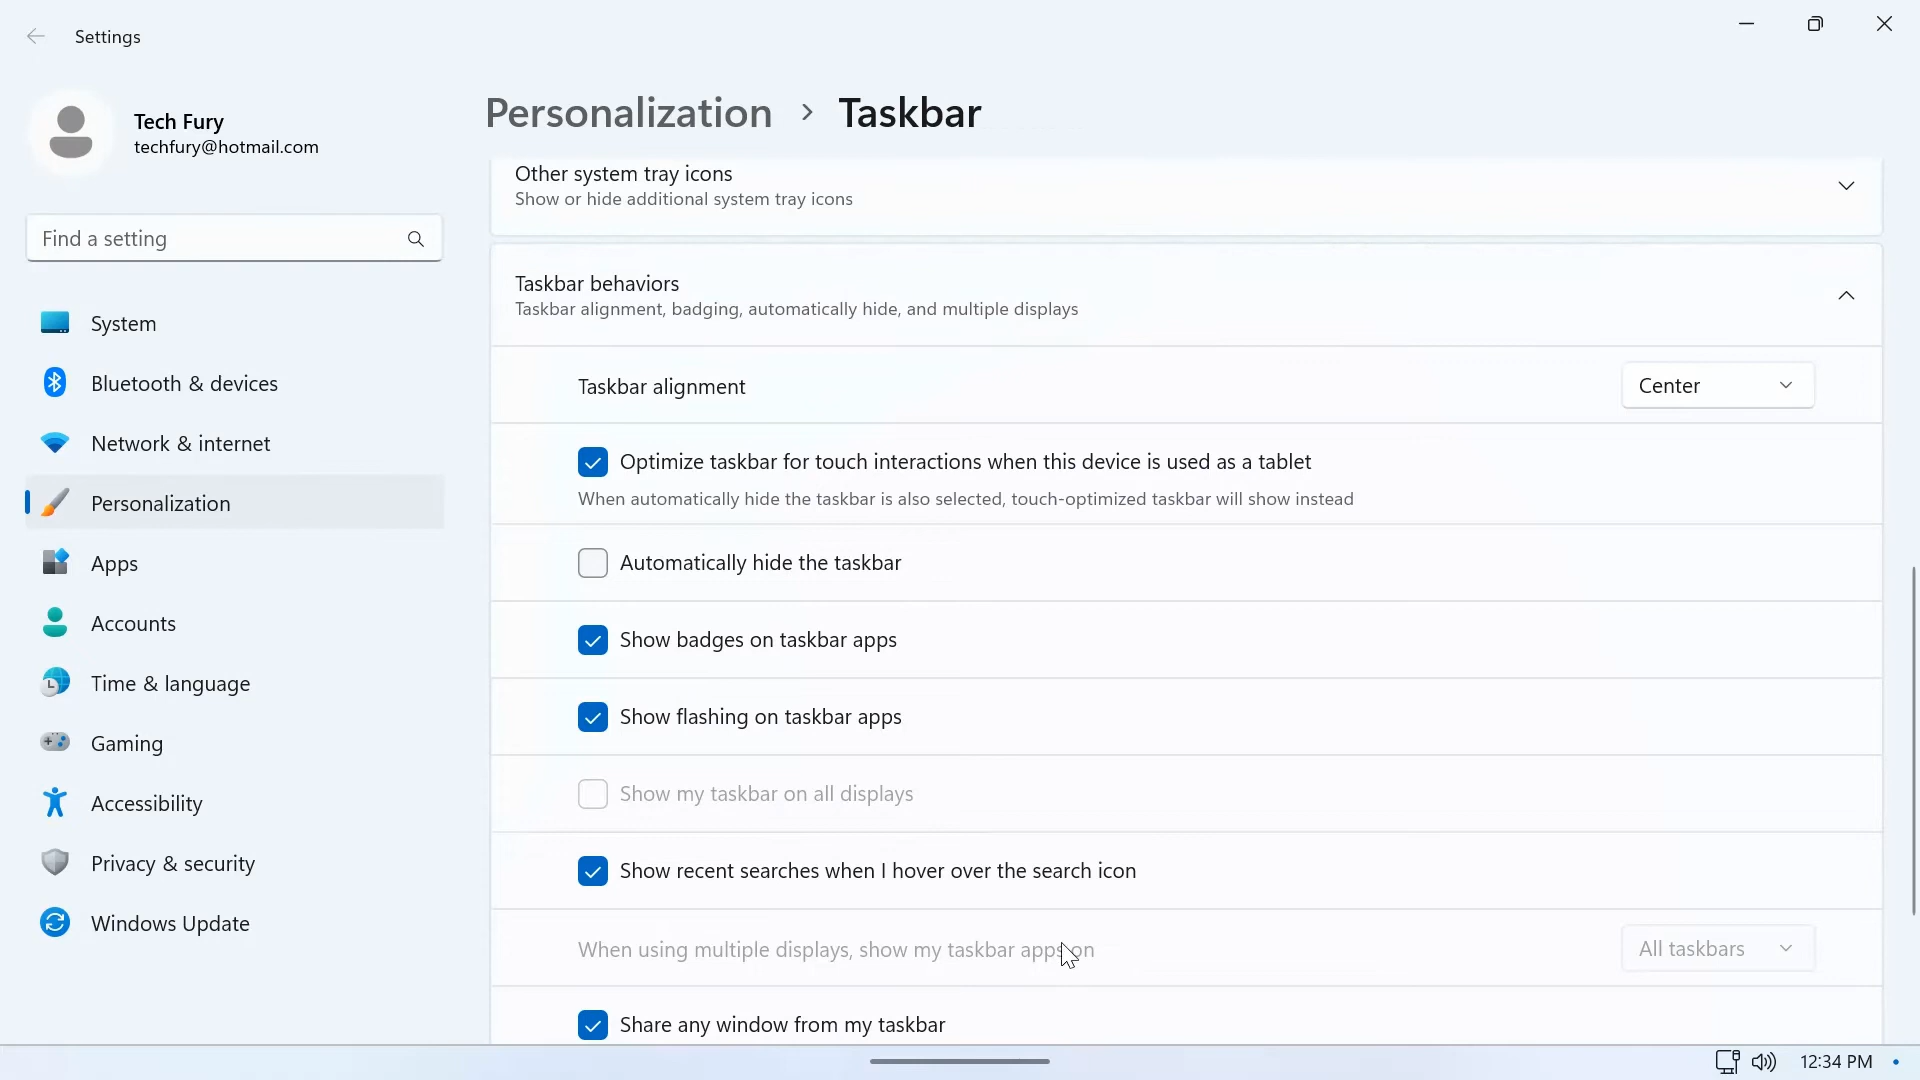 Settings
Tech Fury
techfury@hotmail.com
Find a setting
System
Bluetooth & devices
Network & internet
Personalization
Apps
Accounts
Time & language
Gaming
Accessibility
Privacy & security
Windows Update
Personalization > Taskbar
Other system tray icons
Show or hide additional system tray icons
Taskbar behaviors
Taskbar alignment, badging, automatically hide, and multiple displays
Taskbar alignment
Center
Optimize taskbar for touch interactions when this device is used as a tablet
When automatically hide the taskbar is also selected, touch-optimized taskbar will show instead
Automatically hide the taskbar
Show badges on taskbar apps
Show flashing on taskbar apps
Show my taskbar on all displays
Show recent searches when I hover over the search icon
When using multiple displays, show my taskbar apps on
All taskbars
Share any window from my taskbar
12:34 PM